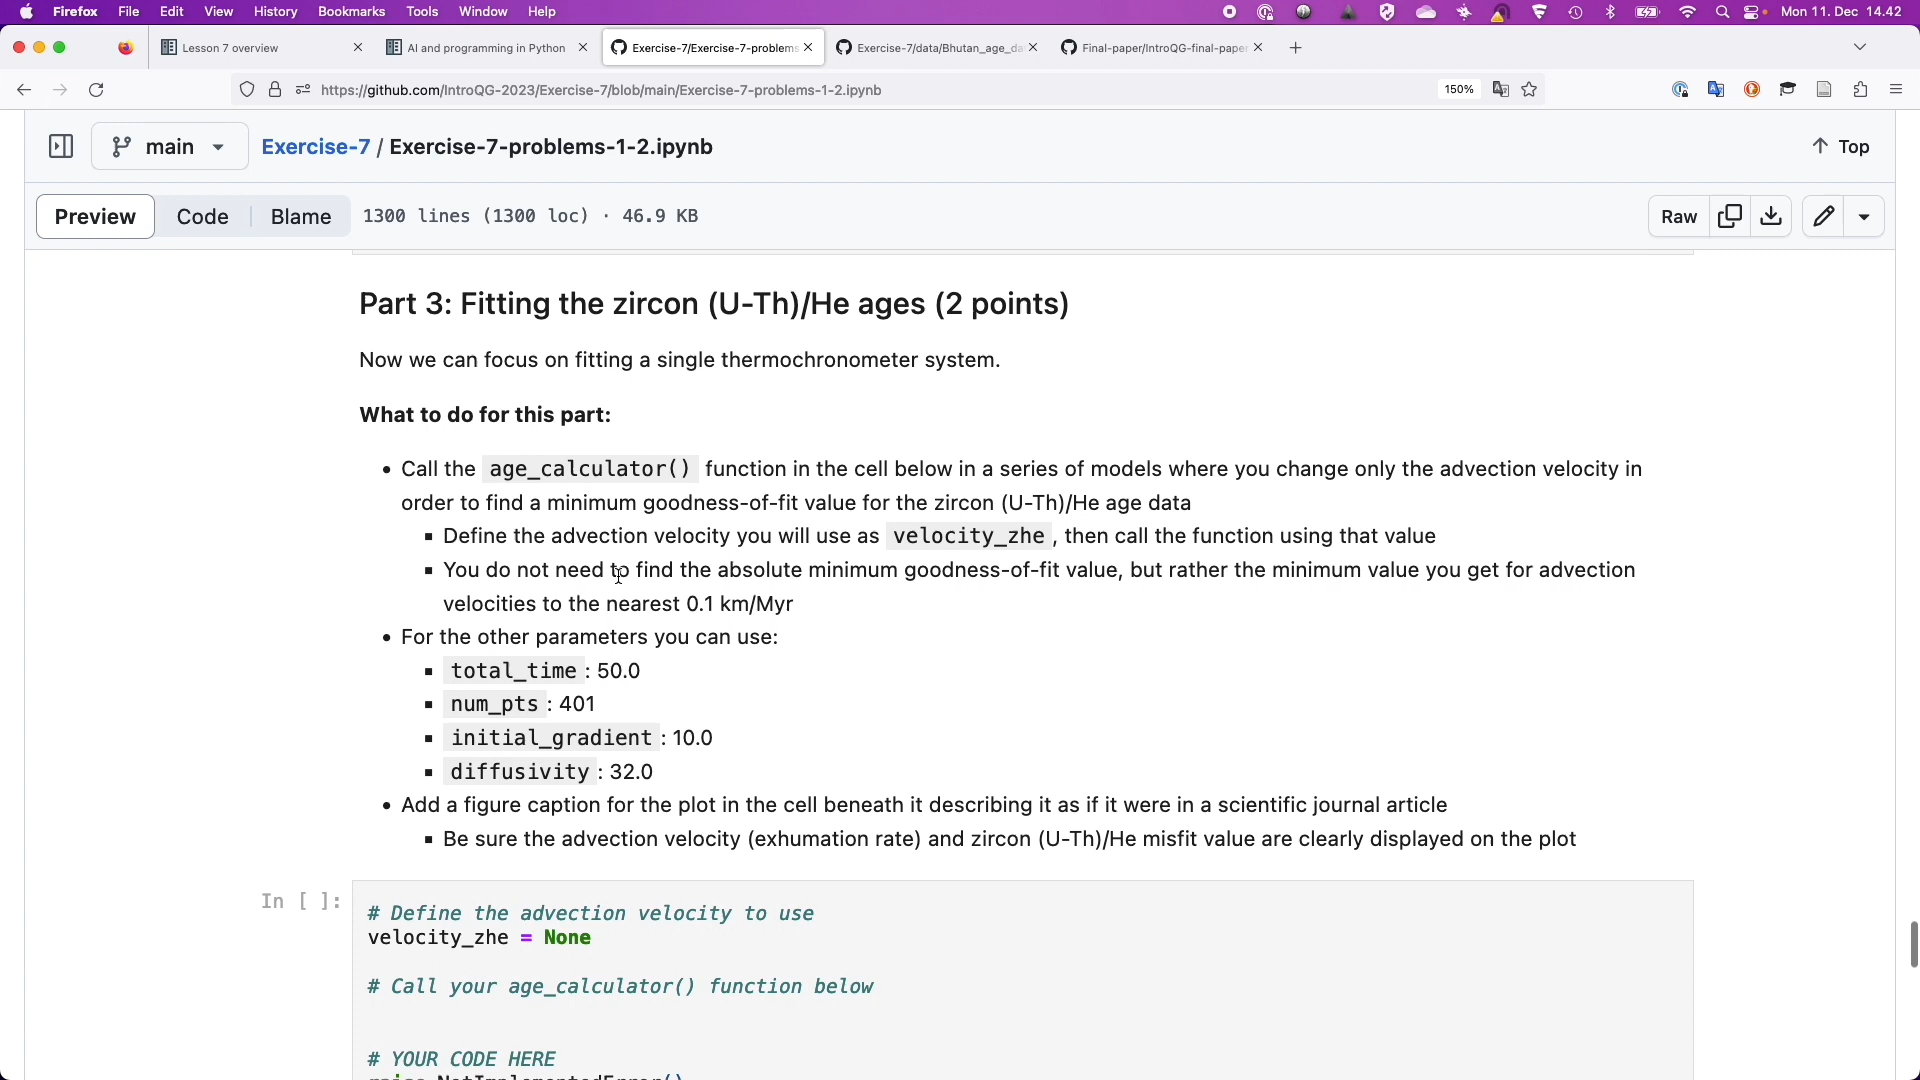 Firefox File Edit View History Bookmarks Tools Window Help Mon 11. Dec 14.42
Lesson 7 overview AI and programming in Python Exercise-7/Exercise-7-problems Exercise-7/data/Bhutan_age_da Final-paper/IntroQG-final-paper
https://github.com/IntroQG-2023/Exercise-7/blob/main/Exercise-7-problems-1-2.ipynb 150%
main Exercise-7 / Exercise-7-problems-1-2.ipynb Top
Preview Code Blame 1300 lines (1300 loc) · 46.9 KB Raw
Part 3: Fitting the zircon (U-Th)/He ages (2 points)
Now we can focus on fitting a single thermochronometer system.
What to do for this part:
• Call the age_calculator() function in the cell below in a series of models where you change only the advection velocity in
order to find a minimum goodness-of-fit value for the zircon (U-Th)/He age data
▪ Define the advection velocity you will use as velocity_zhe , then call the function using that value
▪ You do not need to find the absolute minimum goodness-of-fit value, but rather the minimum value you get for advection
velocities to the nearest 0.1 km/Myr
• For the other parameters you can use:
▪ total_time : 50.0
▪ num_pts : 401
▪ initial_gradient : 10.0
▪ diffusivity : 32.0
• Add a figure caption for the plot in the cell beneath it describing it as if it were in a scientific journal article
▪ Be sure the advection velocity (exhumation rate) and zircon (U-Th)/He misfit value are clearly displayed on the plot
In [ ]:
# Define the advection velocity to use
velocity_zhe = None
# Call your age_calculator() function below
# YOUR CODE HERE
raise NotImplementedError()